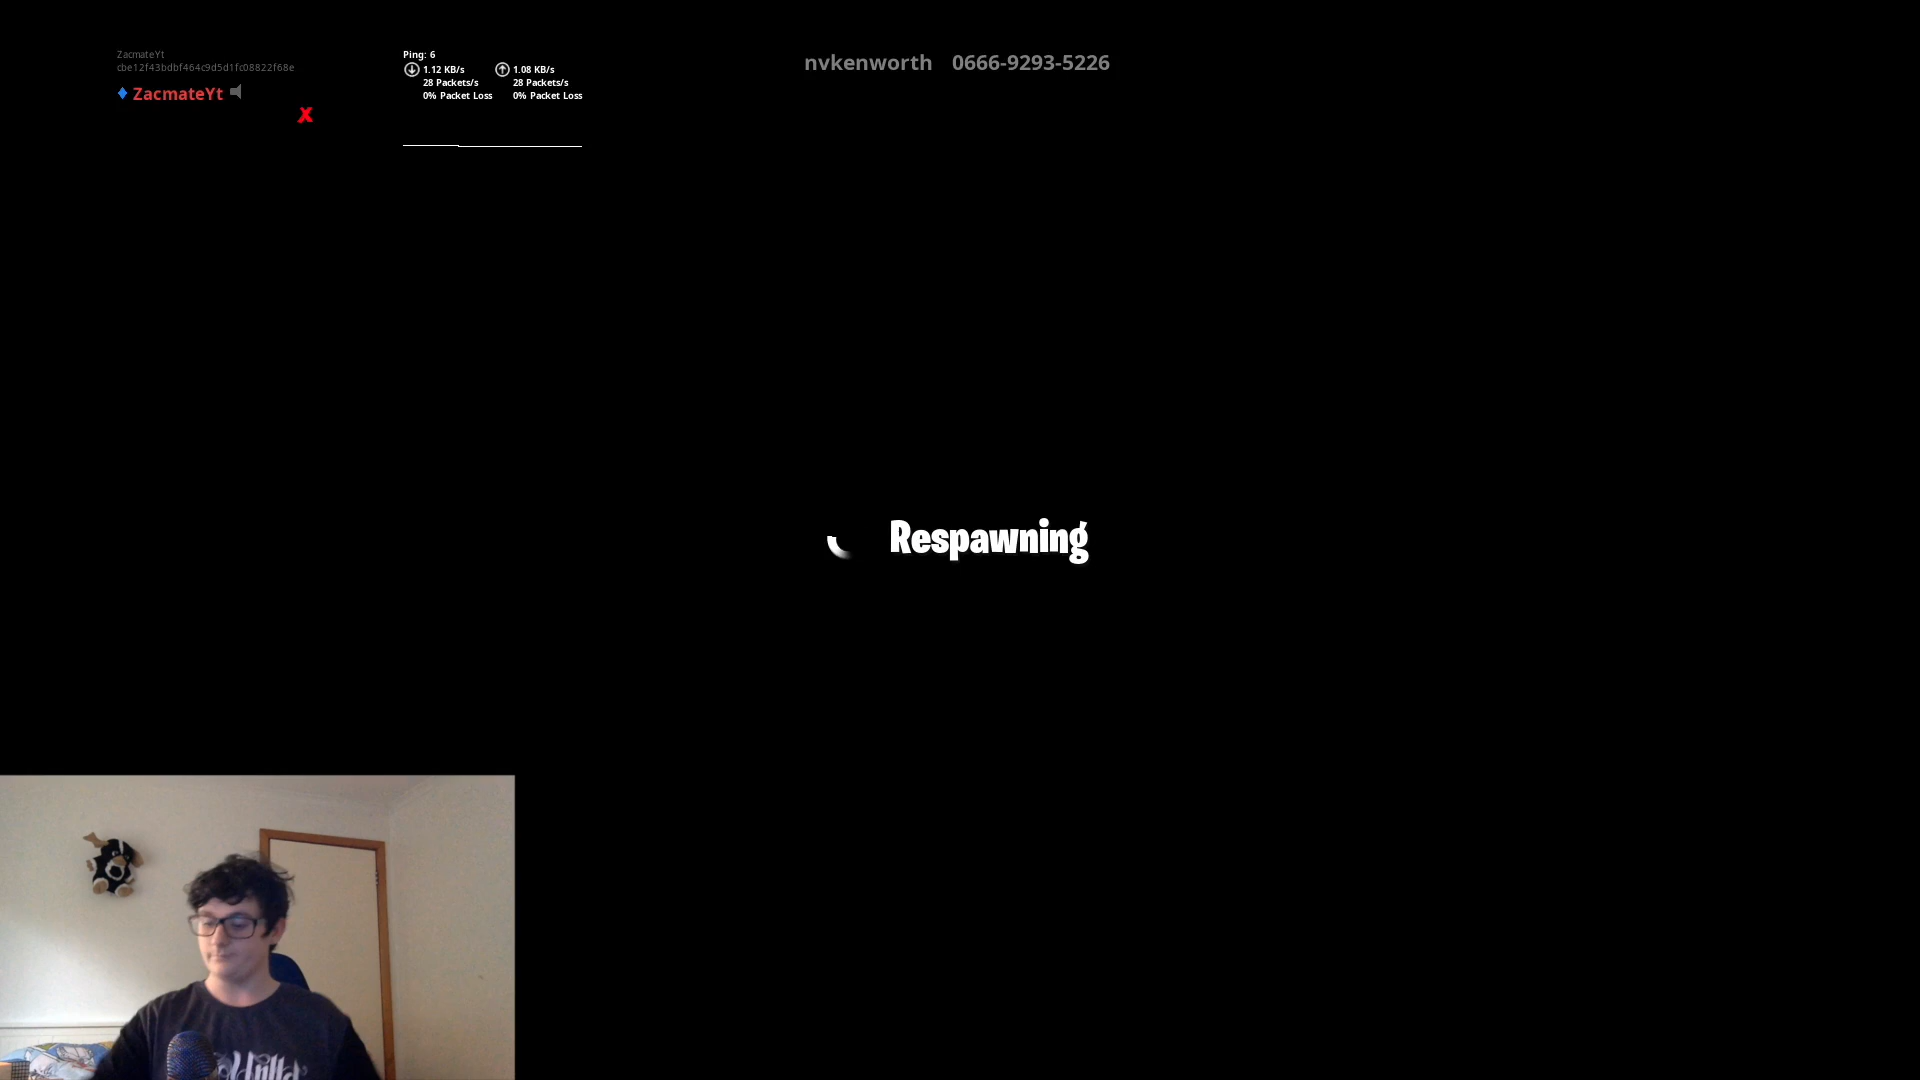 ZacmateYt
cbe12f43bdbf464c9d5d1fc08822f68e
ZacmateYt
X
Ping: 6
1.12 KB/s 1.08 KB/s
28 Packets/s 28 Packets/s
0% Packet Loss 0% Packet Loss
nvkenworth 0666-9293-5226
Respawning